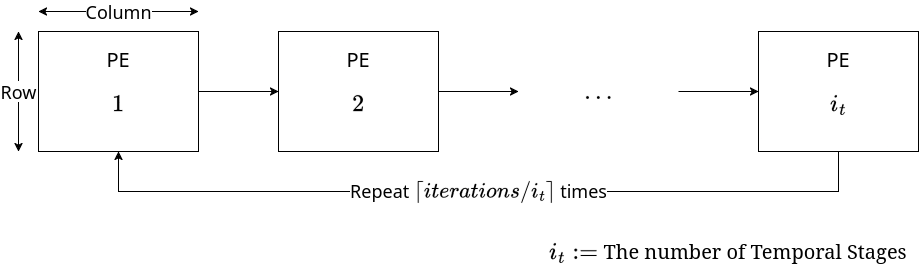 Column
PE PE PE
Row 1 2 ... i_t
Repeat ⌈iterations/i_t⌉ times
i_t := The number of Temporal Stages